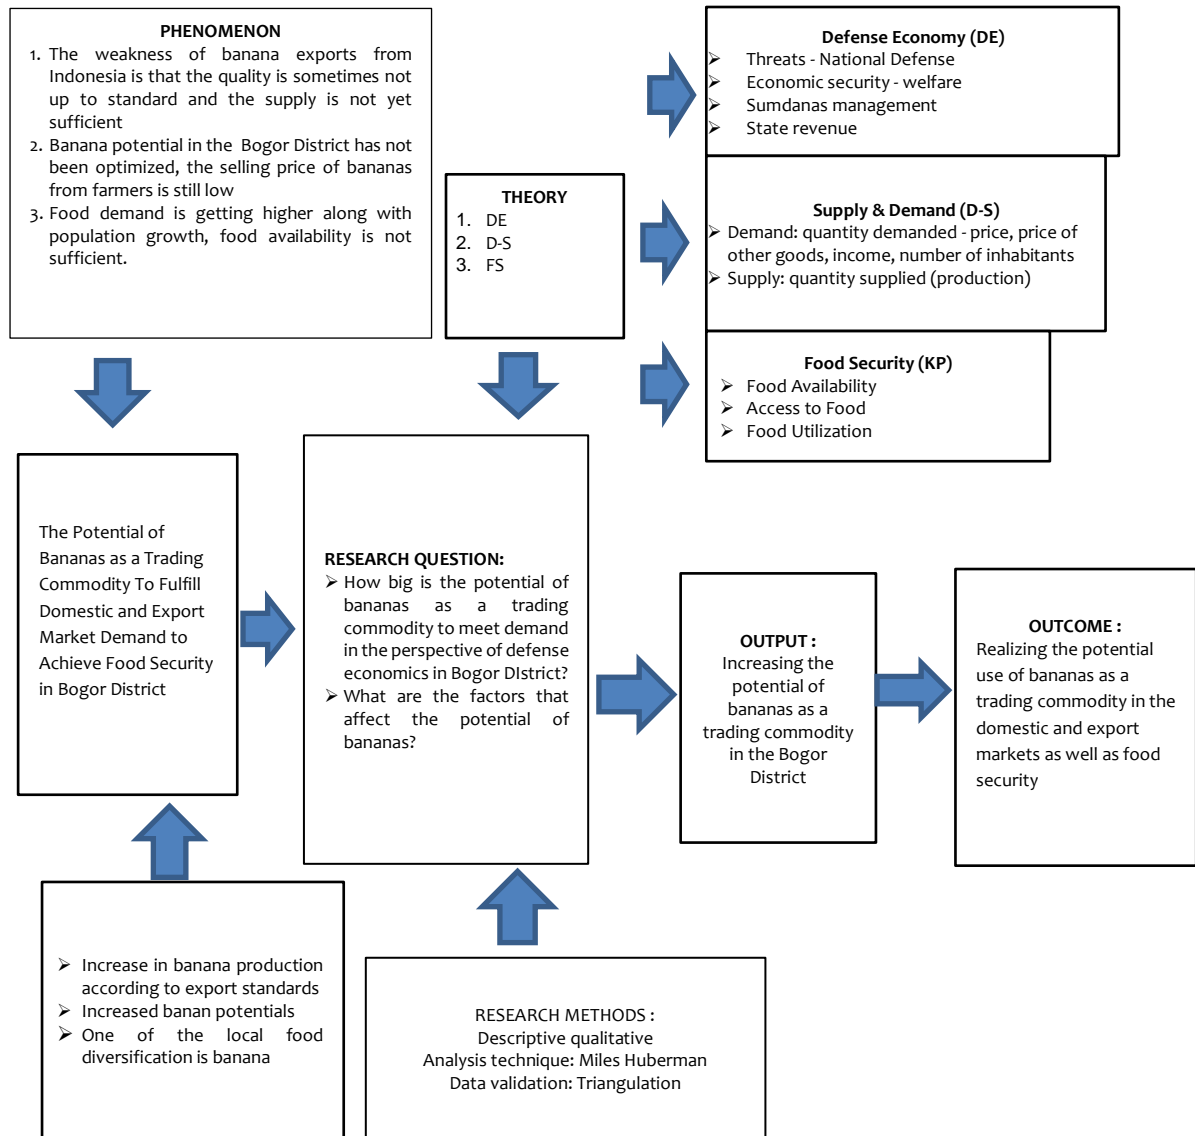 PHENOMENON
1. The weakness of banana exports from
Indonesia is that the quality is sometimes not
up to standard and the supply is not yet
sufficient
2. Banana potential in the Bogor District has not
been optimized, the selling price of bananas
from farmers is still low
3. Food demand is getting higher along with
population growth, food availability is not
sufficient.
THEORY
1. DE
2. D-S
3. FS
Defense Economy (DE)
➢ Threats - National Defense
➢ Economic security - welfare
➢ Sumdanas management
➢ State revenue
Supply & Demand (D-S)
➢ Demand: quantity demanded - price, price of
other goods, income, number of inhabitants
➢ Supply: quantity supplied (production)
Food Security (KP)
➢ Food Availability
➢ Access to Food
➢ Food Utilization
The Potential of
Bananas as a Trading
Commodity To Fulfill
Domestic and Export
Market Demand to
Achieve Food Security
in Bogor District
RESEARCH QUESTION:
➢ How big is the potential of
bananas as a trading
commodity to meet demand
in the perspective of defense
economics in Bogor DIstrict?
➢ What are the factors that
affect the potential of
bananas?
OUTPUT :
Increasing the
potential of
bananas as a
trading commodity
in the Bogor
District
OUTCOME :
Realizing the potential
use of bananas as a
trading commodity in the
domestic and export
markets as well as food
security
➢ Increase in banana production
according to export standards
➢ Increased banan potentials
➢ One of the local food
diversification is banana
RESEARCH METHODS :
Descriptive qualitative
Analysis technique: Miles Huberman
Data validation: Triangulation